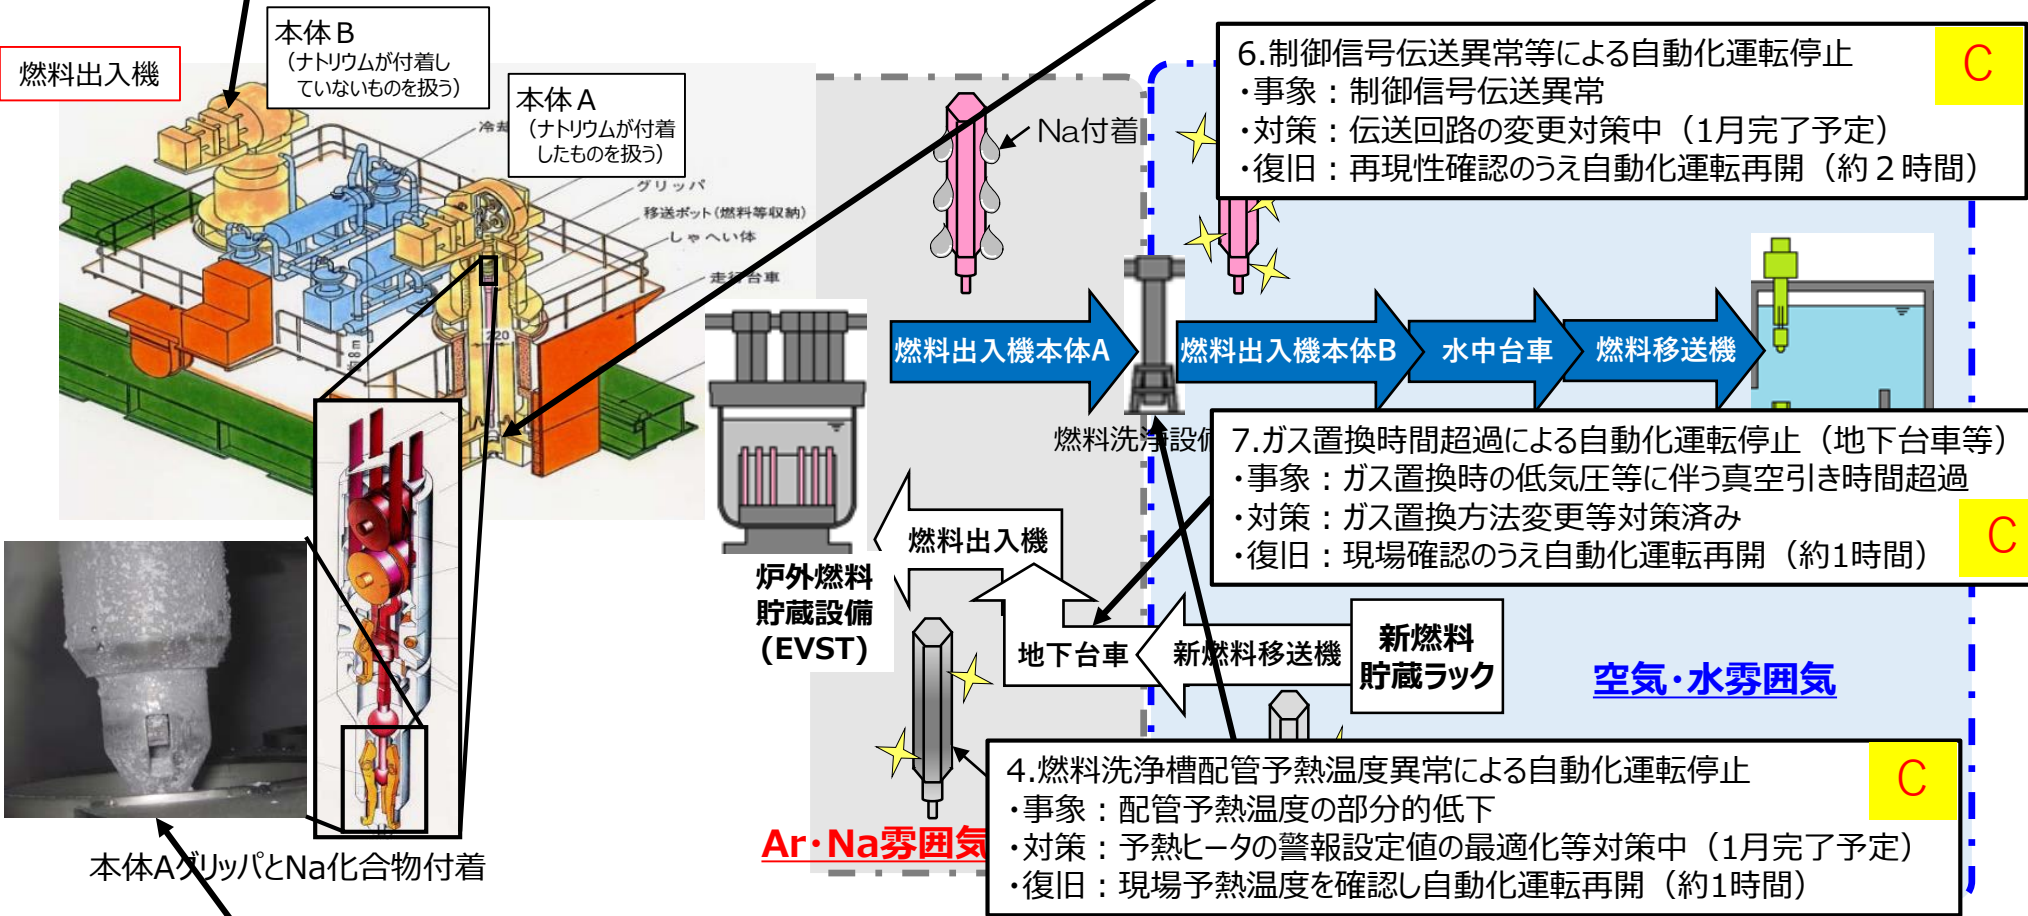 燃料出入機
本体B
（ナトリウムが付着し
ていないものを扱う）
本体A
（ナトリウムが付着
したものを扱う）
冷却
グリッパ
移送ポット(燃料等収納)
しゃへい体
走行台車
220
Na付着
6.制御信号伝送異常等による自動化運転停止
・事象：制御信号伝送異常
・対策：伝送回路の変更対策中（1月完了予定）
・復旧：再現性確認のうえ自動化運転再開（約２時間）
C
燃料出入機本体A
燃料出入機本体B
水中台車
燃料移送機
燃料洗浄設備
7.ガス置換時間超過による自動化運転停止（地下台車等）
・事象：ガス置換時の低気圧等に伴う真空引き時間超過
・対策：ガス置換方法変更等対策済み
・復旧：現場確認のうえ自動化運転再開（約1時間）
C
炉外燃料
貯蔵設備
(EVST)
燃料出入機
地下台車
新燃料移送機
新燃料
貯蔵ラック
空気・水雰囲気
Ar・Na雰囲気
4.燃料洗浄槽配管予熱温度異常による自動化運転停止
・事象：配管予熱温度の部分的低下
・対策：予熱ヒータの警報設定値の最適化等対策中（1月完了予定）
・復旧：現場予熱温度を確認し自動化運転再開（約1時間）
C
本体AグリッパとNa化合物付着